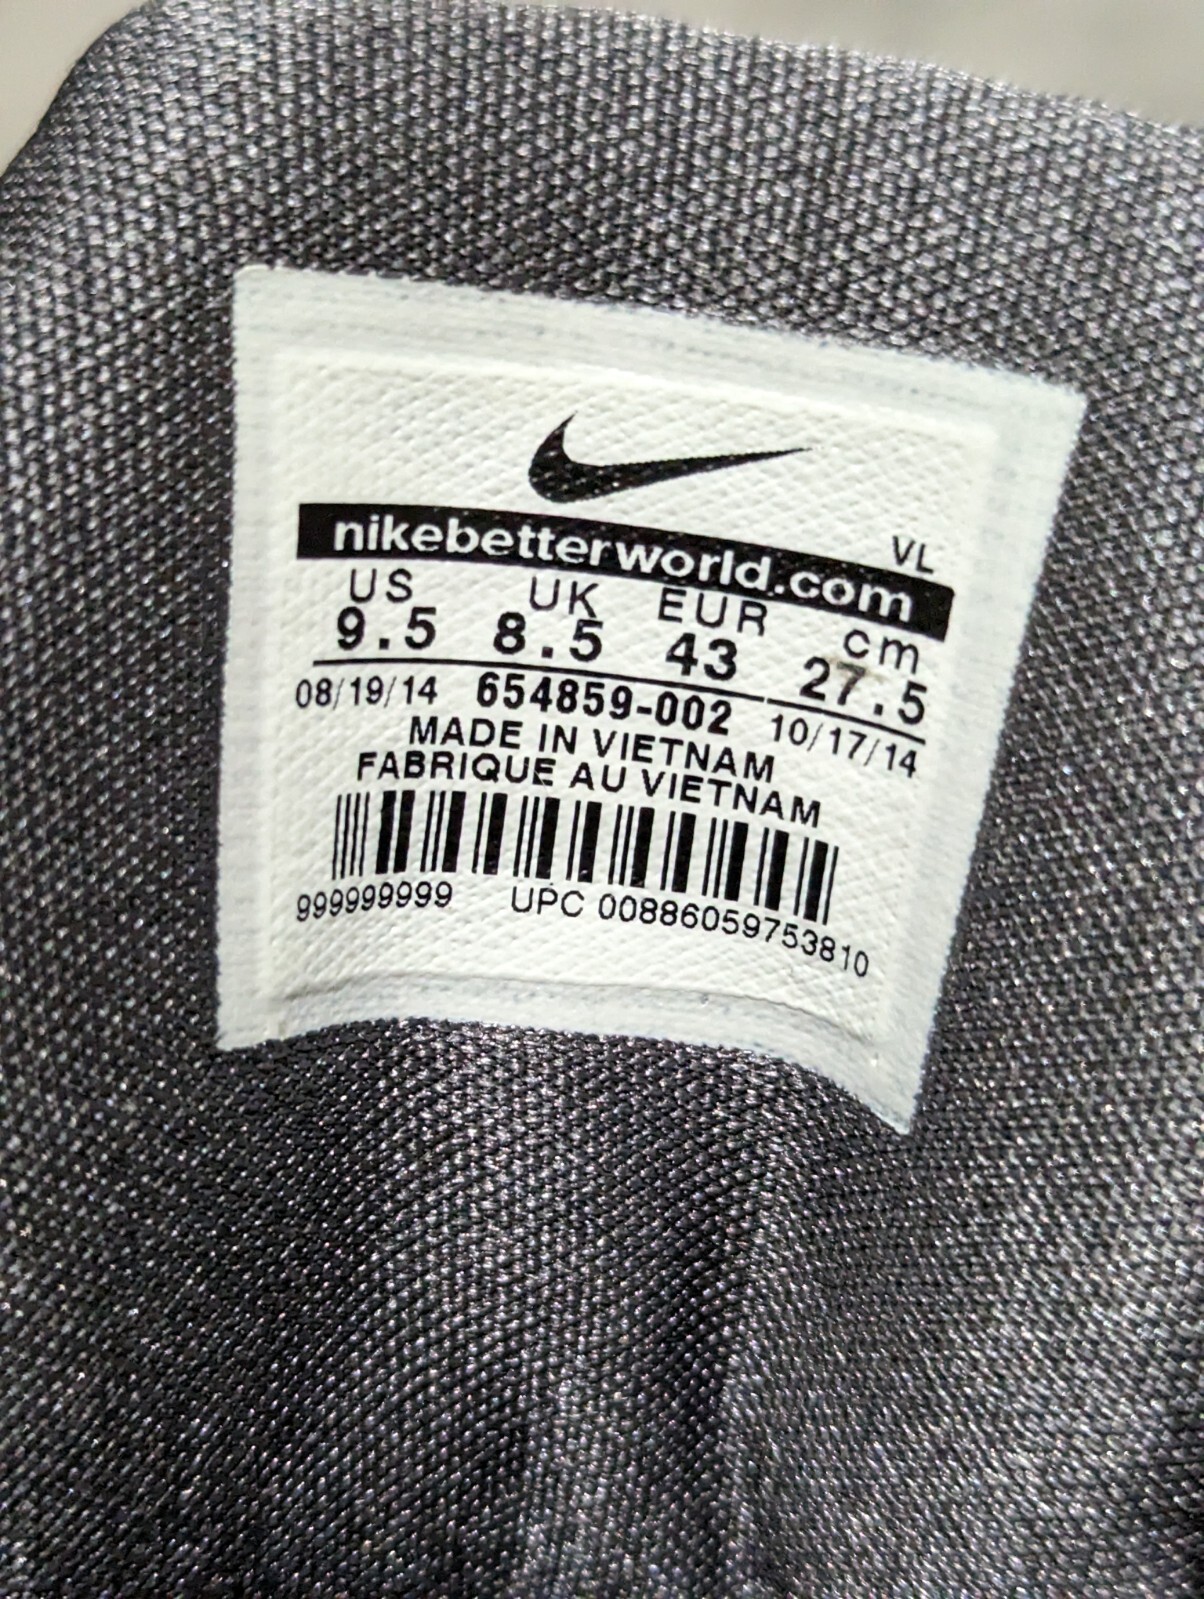 VL
nikebetterworld.com
US UK EUR cm
9.5 8.5 43 27.5
08/19/14 654859-002 10/17/14
MADE IN VIETNAM
FABRIQUE AU VIETNAM
999999999 UPC 00886059753810